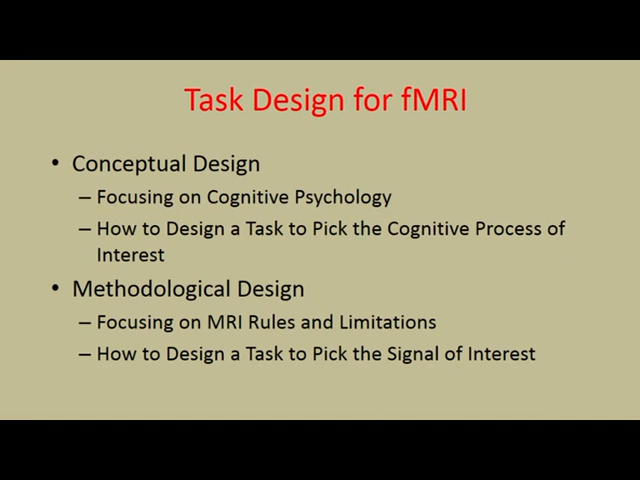 Task Design for fMRI
• Conceptual Design
– Focusing on Cognitive Psychology
– How to Design a Task to Pick the Cognitive Process of
Interest
• Methodological Design
– Focusing on MRI Rules and Limitations
– How to Design a Task to Pick the Signal of Interest